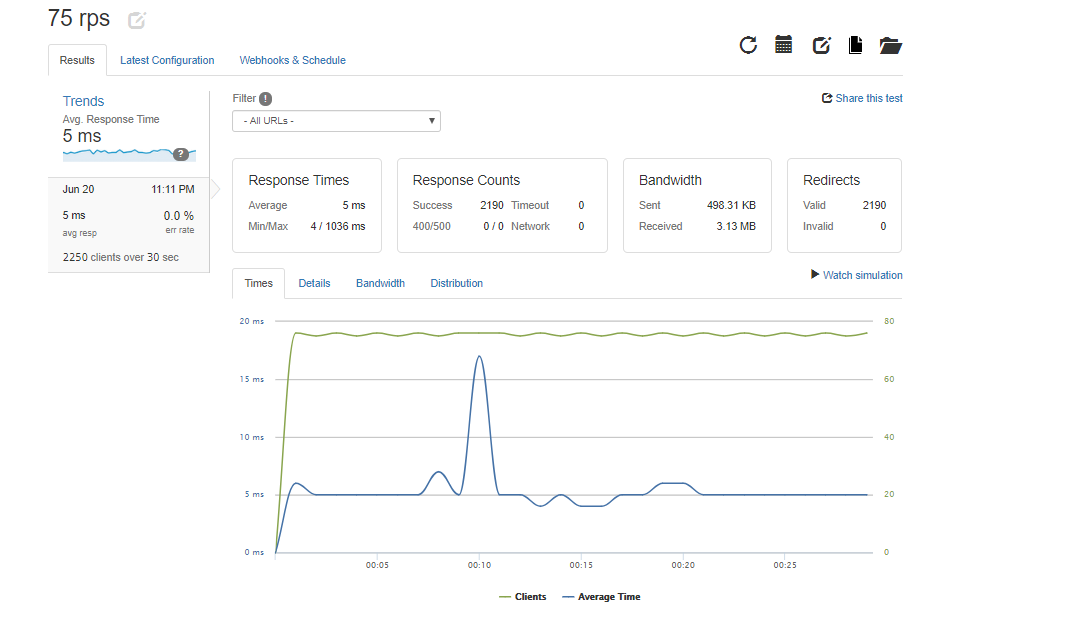 75 rps
Results Latest Configuration Webhooks & Schedule
Trends
Avg. Response Time
5 ms
?
Jun 20 11:11 PM
5 ms 0.0 %
avg resp err rate
2250 clients over 30 sec
Filter !
- All URLs -
Share this test
Response Times
Average 5 ms
Min/Max 4 / 1036 ms
Response Counts
Success 2190 Timeout 0
400/500 0 / 0 Network 0
Bandwidth
Sent 498.31 KB
Received 3.13 MB
Redirects
Valid 2190
Invalid 0
Times Details Bandwidth Distribution
Watch simulation
20 ms 80
15 ms 60
10 ms 40
5 ms 20
0 ms 0
00:05 00:10 00:15 00:20 00:25
Clients Average Time